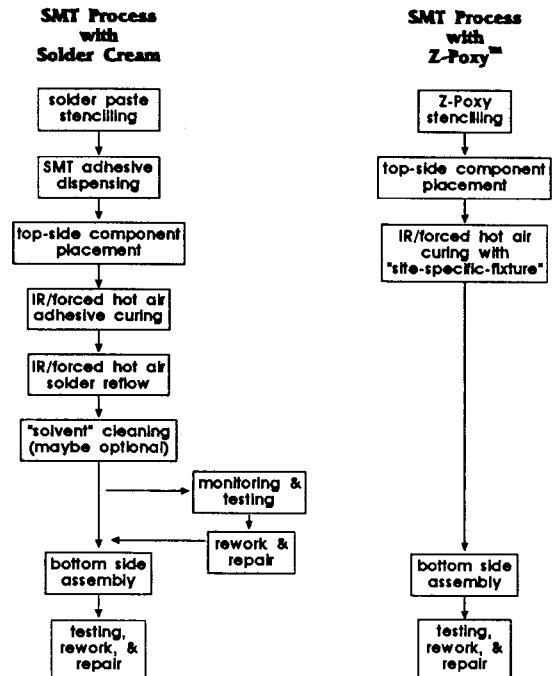 SMT Process
with
Solder Cream
solder paste
stencilling
SMT adhesive
dispensing
top-side component
placement
IR/forced hot air
adhesive curing
IR/forced hot air
solder reflow
"solvent" cleaning
(maybe optional)
monitoring &
testing
rework &
repair
bottom side
assembly
testing,
rework, &
repair
SMT Process
with
Z-Poxy™
Z-Poxy
stencilling
top-side component
placement
IR/forced hot air
curing with
"site-specific-fixture"
bottom side
assembly
testing,
rework, &
repair